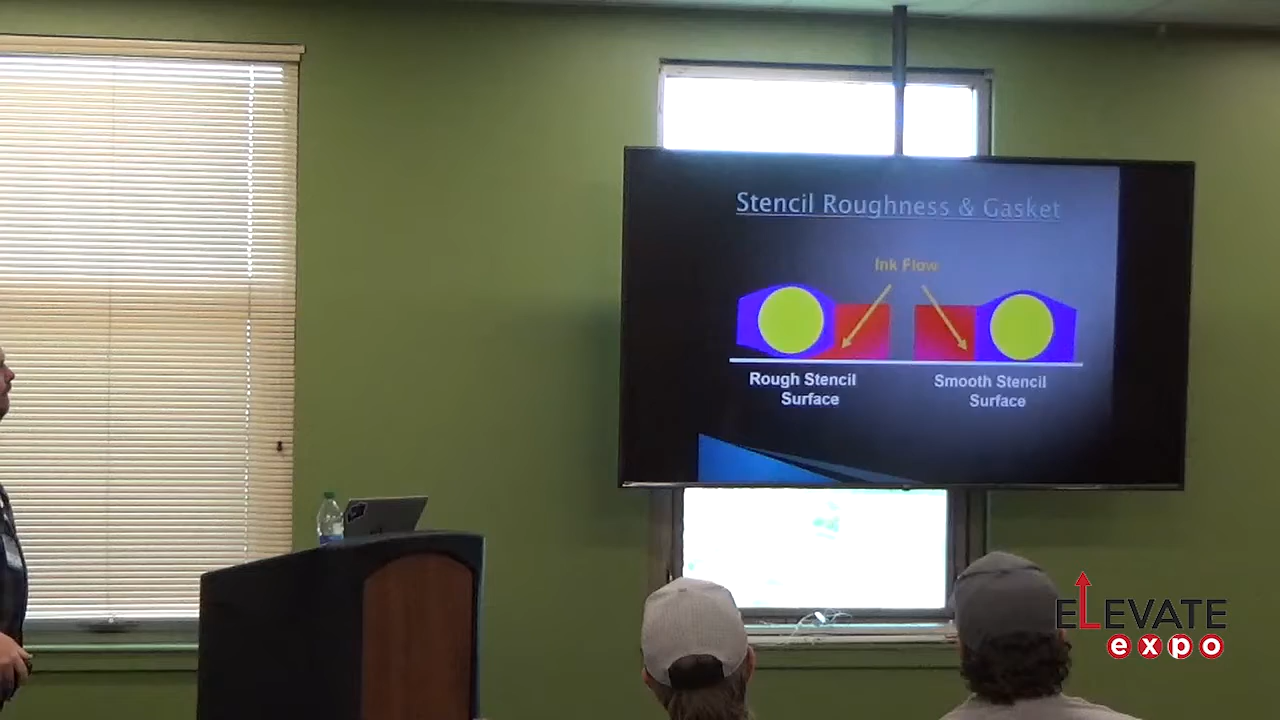 Stencil Roughness & Gasket
Ink Flow
Rough Stencil
Surface
Smooth Stencil
Surface
ELEVATE
expo